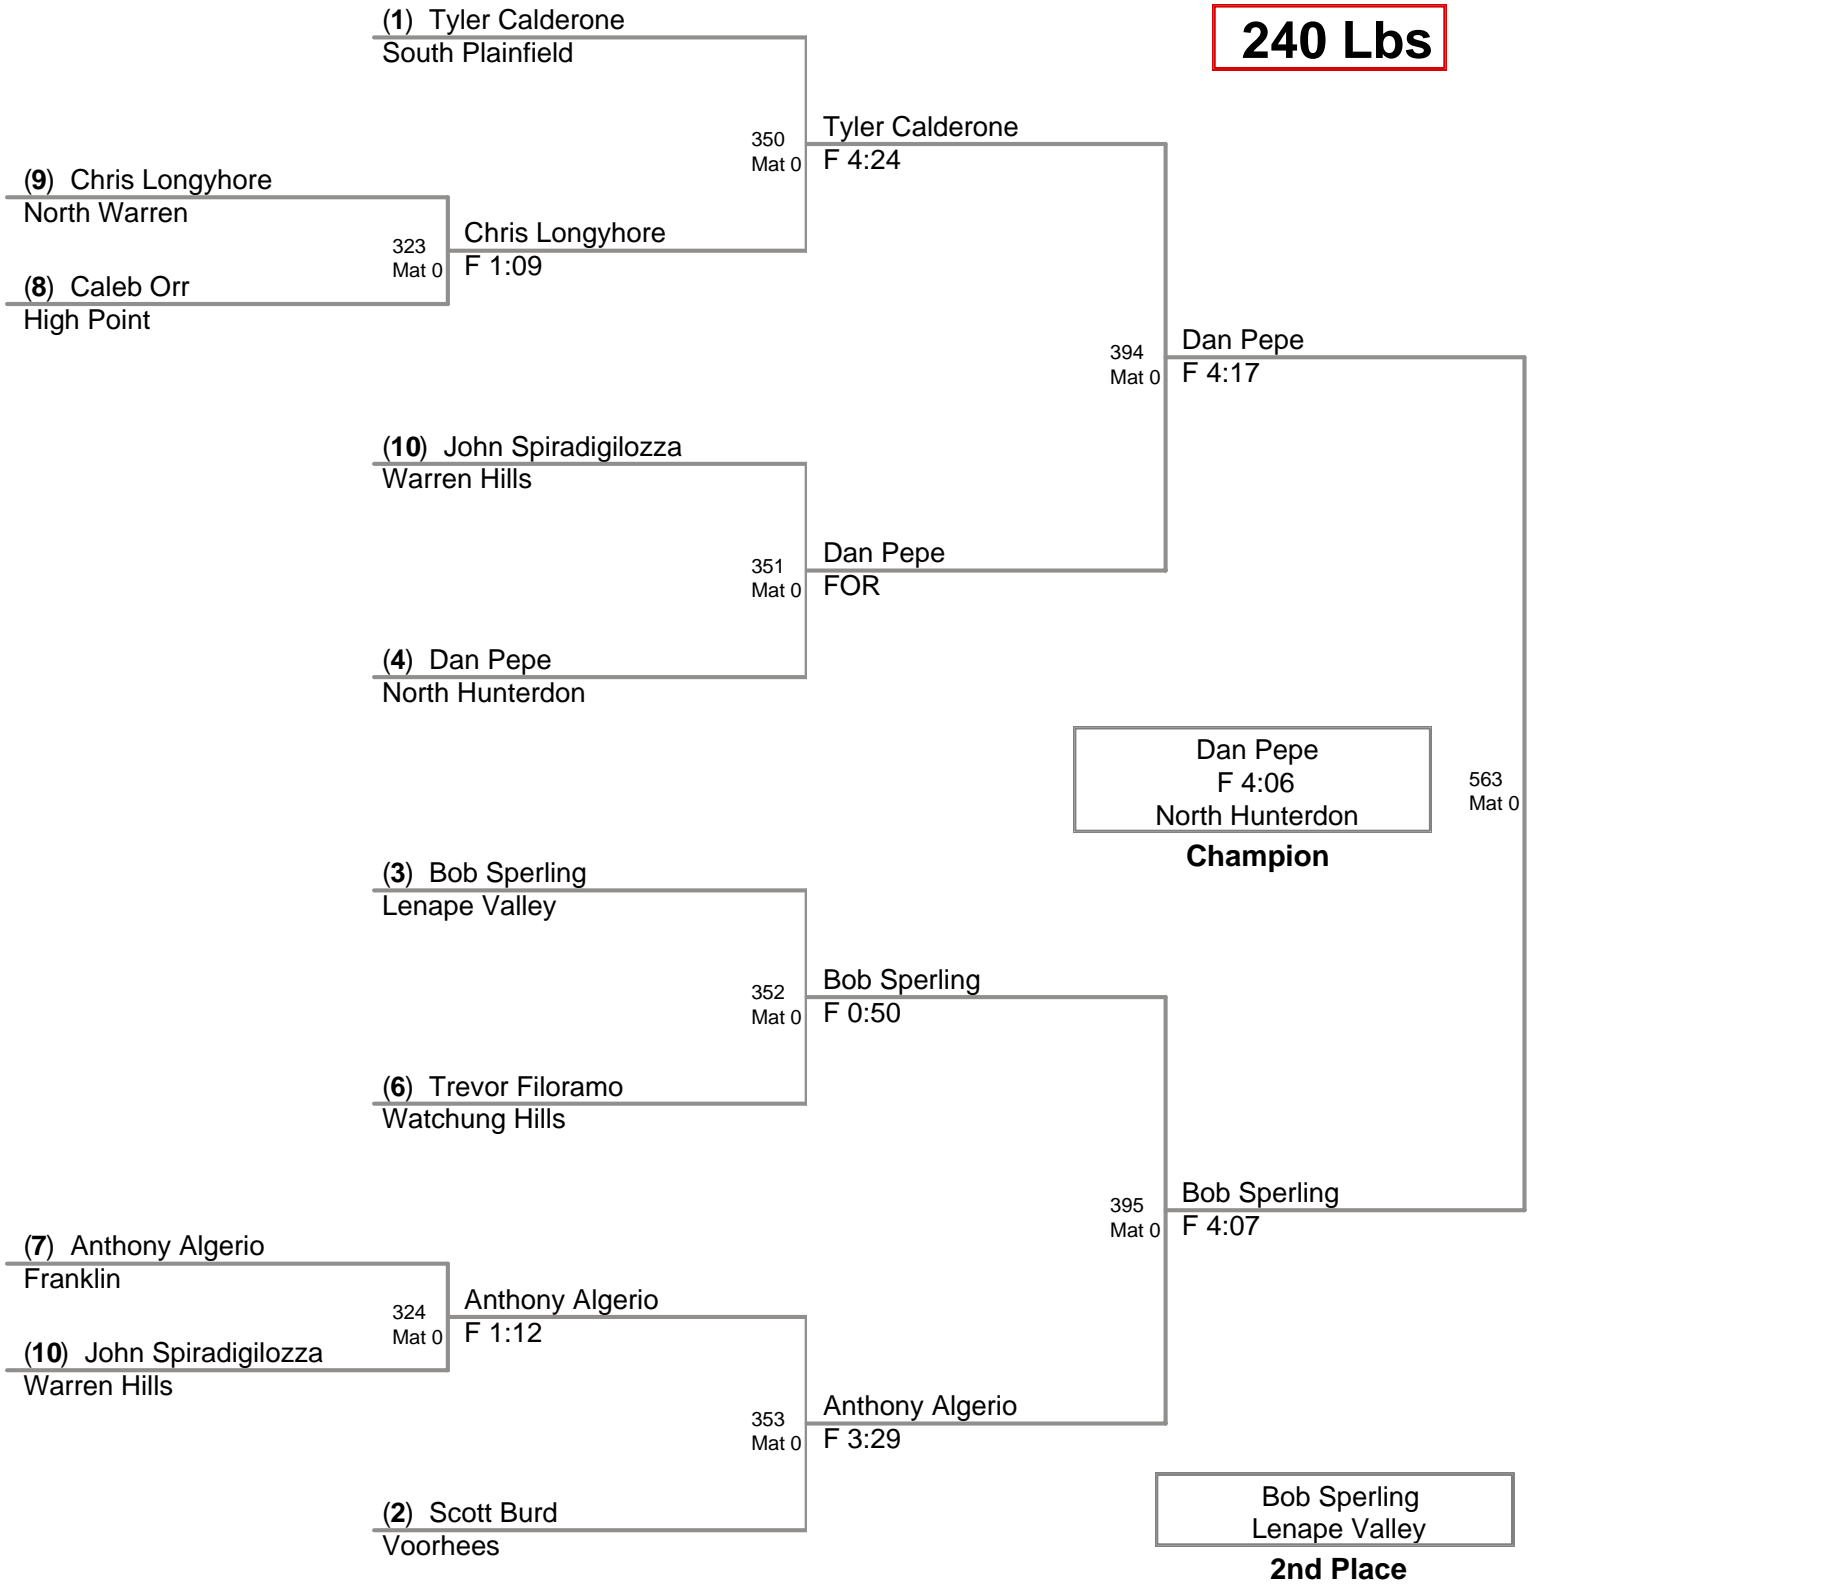 (1) Tyler Calderone
South Plainfield
240 Lbs
350
Mat 0
Tyler Calderone
F 4:24
(9) Chris Longyhore
North Warren
323
Mat 0
Chris Longyhore
F 1:09
(8) Caleb Orr
High Point
394
Mat 0
Dan Pepe
F 4:17
(10) John Spiradigilozza
Warren Hills
351
Mat 0
Dan Pepe
FOR
(4) Dan Pepe
North Hunterdon
Dan Pepe
F 4:06
North Hunterdon
Champion
563
Mat 0
(3) Bob Sperling
Lenape Valley
352
Mat 0
Bob Sperling
F 0:50
(6) Trevor Filoramo
Watchung Hills
395
Mat 0
Bob Sperling
F 4:07
(7) Anthony Algerio
Franklin
324
Mat 0
Anthony Algerio
F 1:12
(10) John Spiradigilozza
Warren Hills
353
Mat 0
Anthony Algerio
F 3:29
(2) Scott Burd
Voorhees
Bob Sperling
Lenape Valley
2nd Place